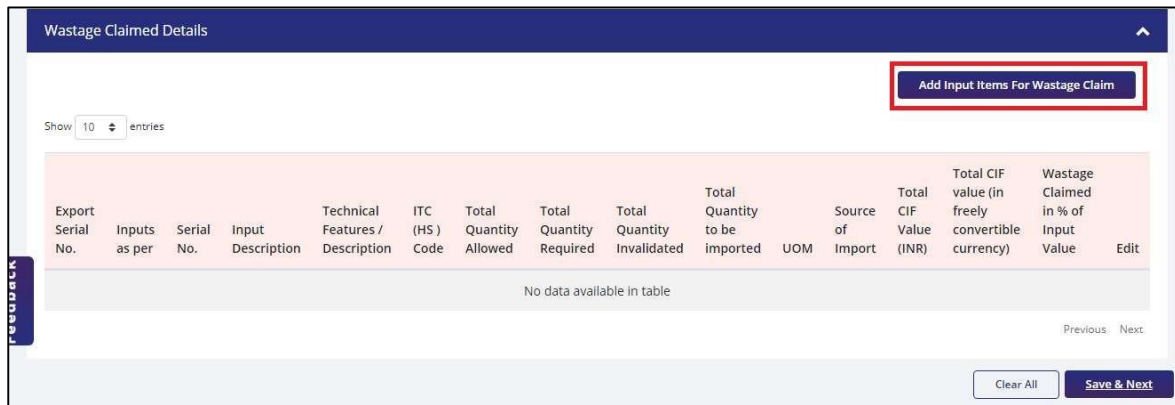 Wastage Claimed Details
Add Input Items For Wastage Claim
Show 10 entries
Export Serial No.
Inputs as per
Serial No.
Input Description
Technical Features / Description
ITC (HS ) Code
Total Quantity Allowed
Total Quantity Required
Total Quantity Invalidated
Total Quantity to be imported
UOM
Source of Import
Total CIF Value (INR)
Total CIF value (in freely convertible currency)
Wastage Claimed in % of Input Value
Edit
No data available in table
Feedback
Previous Next
Clear All Save & Next